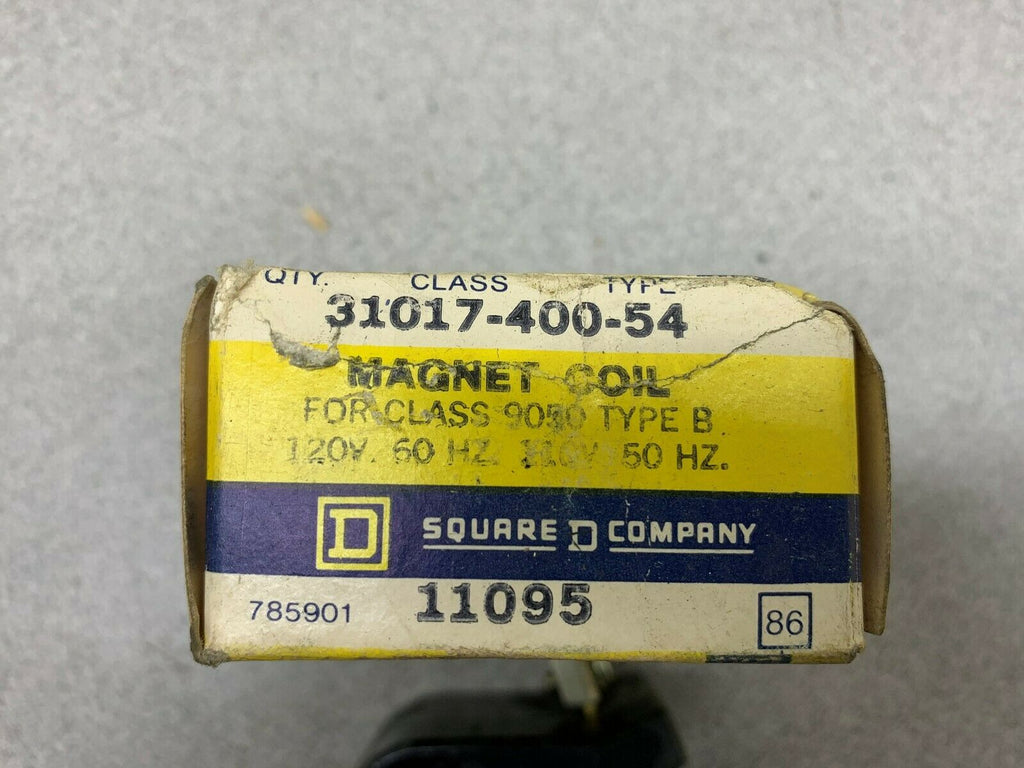 QTY. CLASS TYPE
31017-400-54
MAGNET COIL
FOR CLASS 9050 TYPE B
120V. 60 HZ. 110V. 50 HZ.
D SQUARE D COMPANY
785901 11095 86